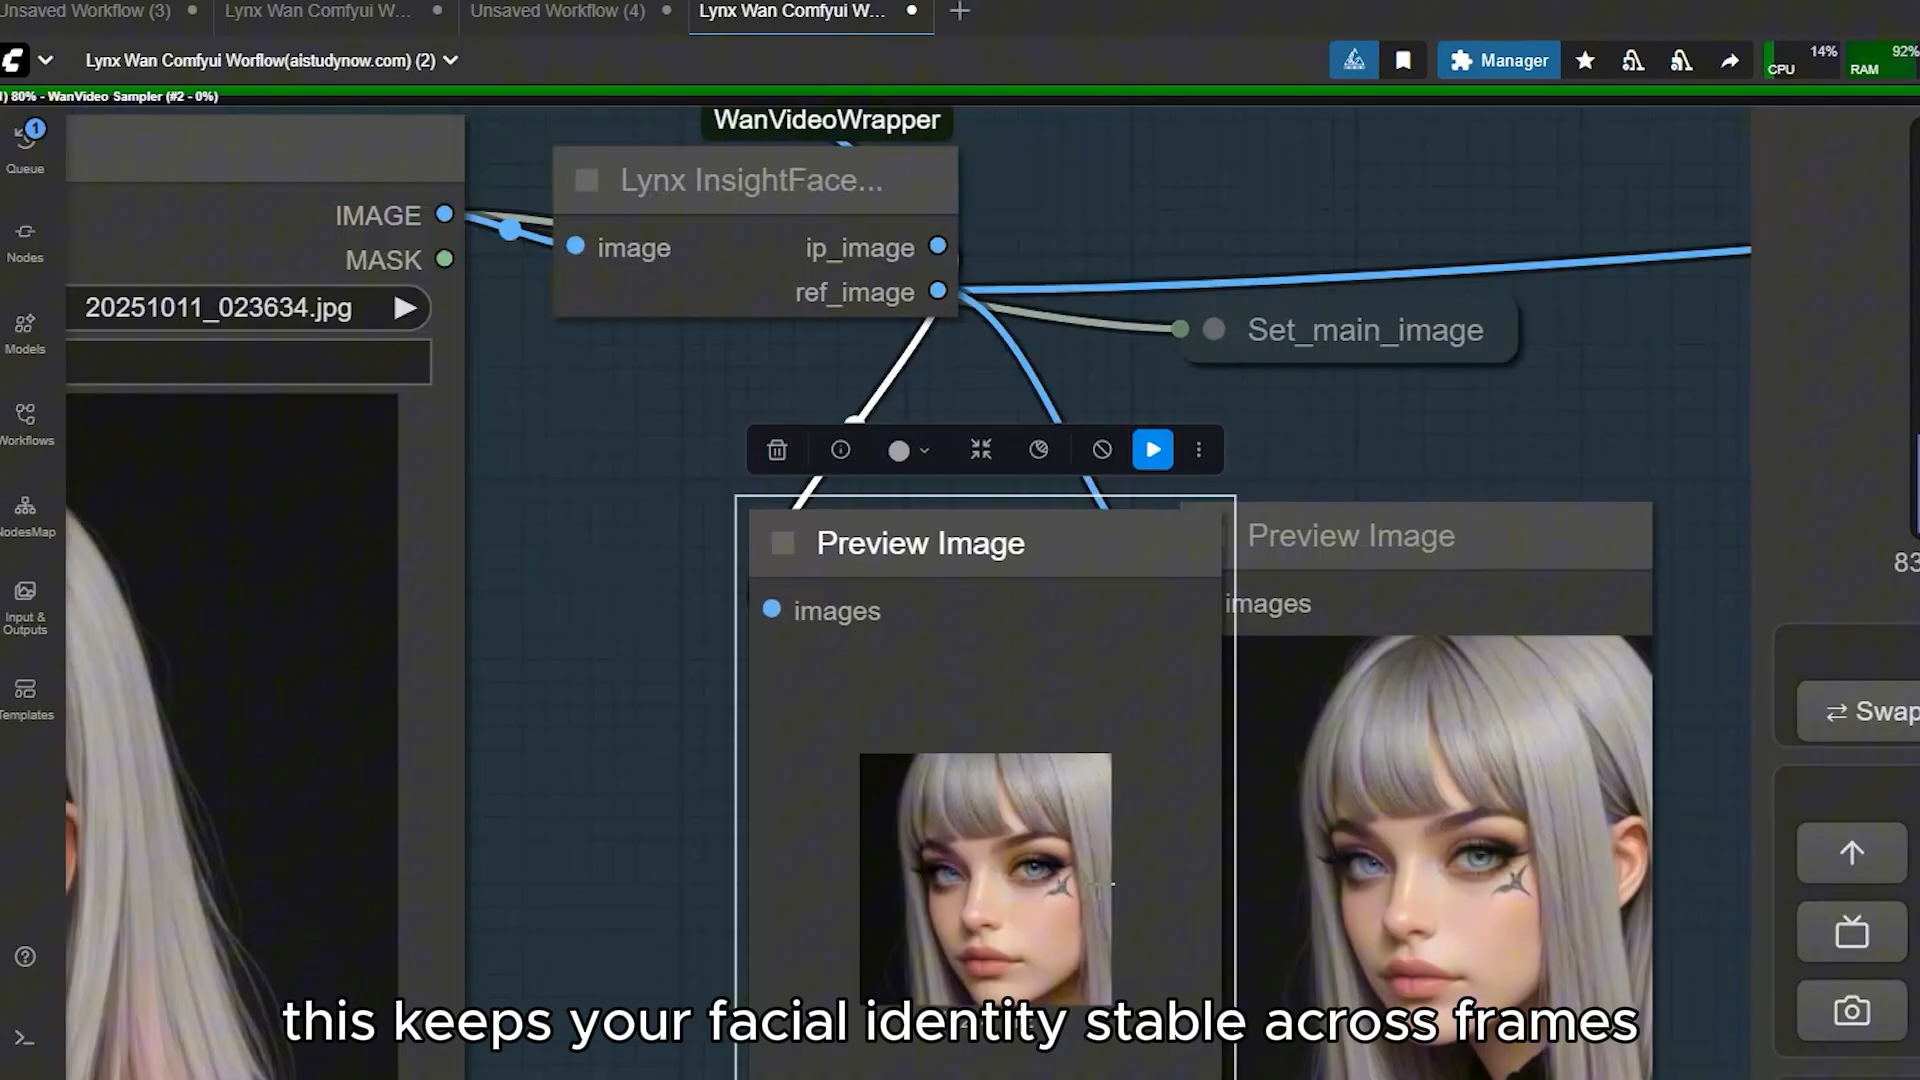 Unsaved Workflow (3)
Lynx Wan Comfyui W...
Unsaved Workflow (4)
Lynx Wan Comfyui W...
Lynx Wan Comfyui Worflow(aistudynow.com) (2)
Manager
14%
CPU
92%
RAM
80% - WanVideo Sampler (#2 - 0%)
WanVideoWrapper
1
Queue
Nodes
Models
Workflows
NodesMap
Input &
Outputs
Templates
IMAGE
MASK
20251011_023634.jpg
Lynx InsightFace...
image
ip_image
ref_image
Set_main_image
Preview Image
images
Preview Image
images
83
Swap
this keeps your facial identity stable across frames